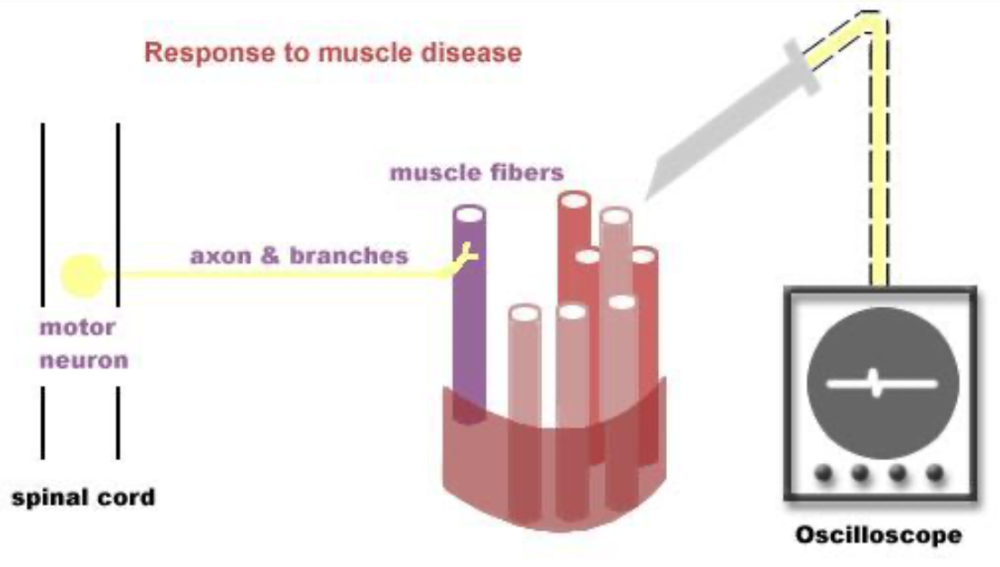 Response to muscle disease
muscle fibers
axon & branches
motor
neuron
spinal cord
Oscilloscope